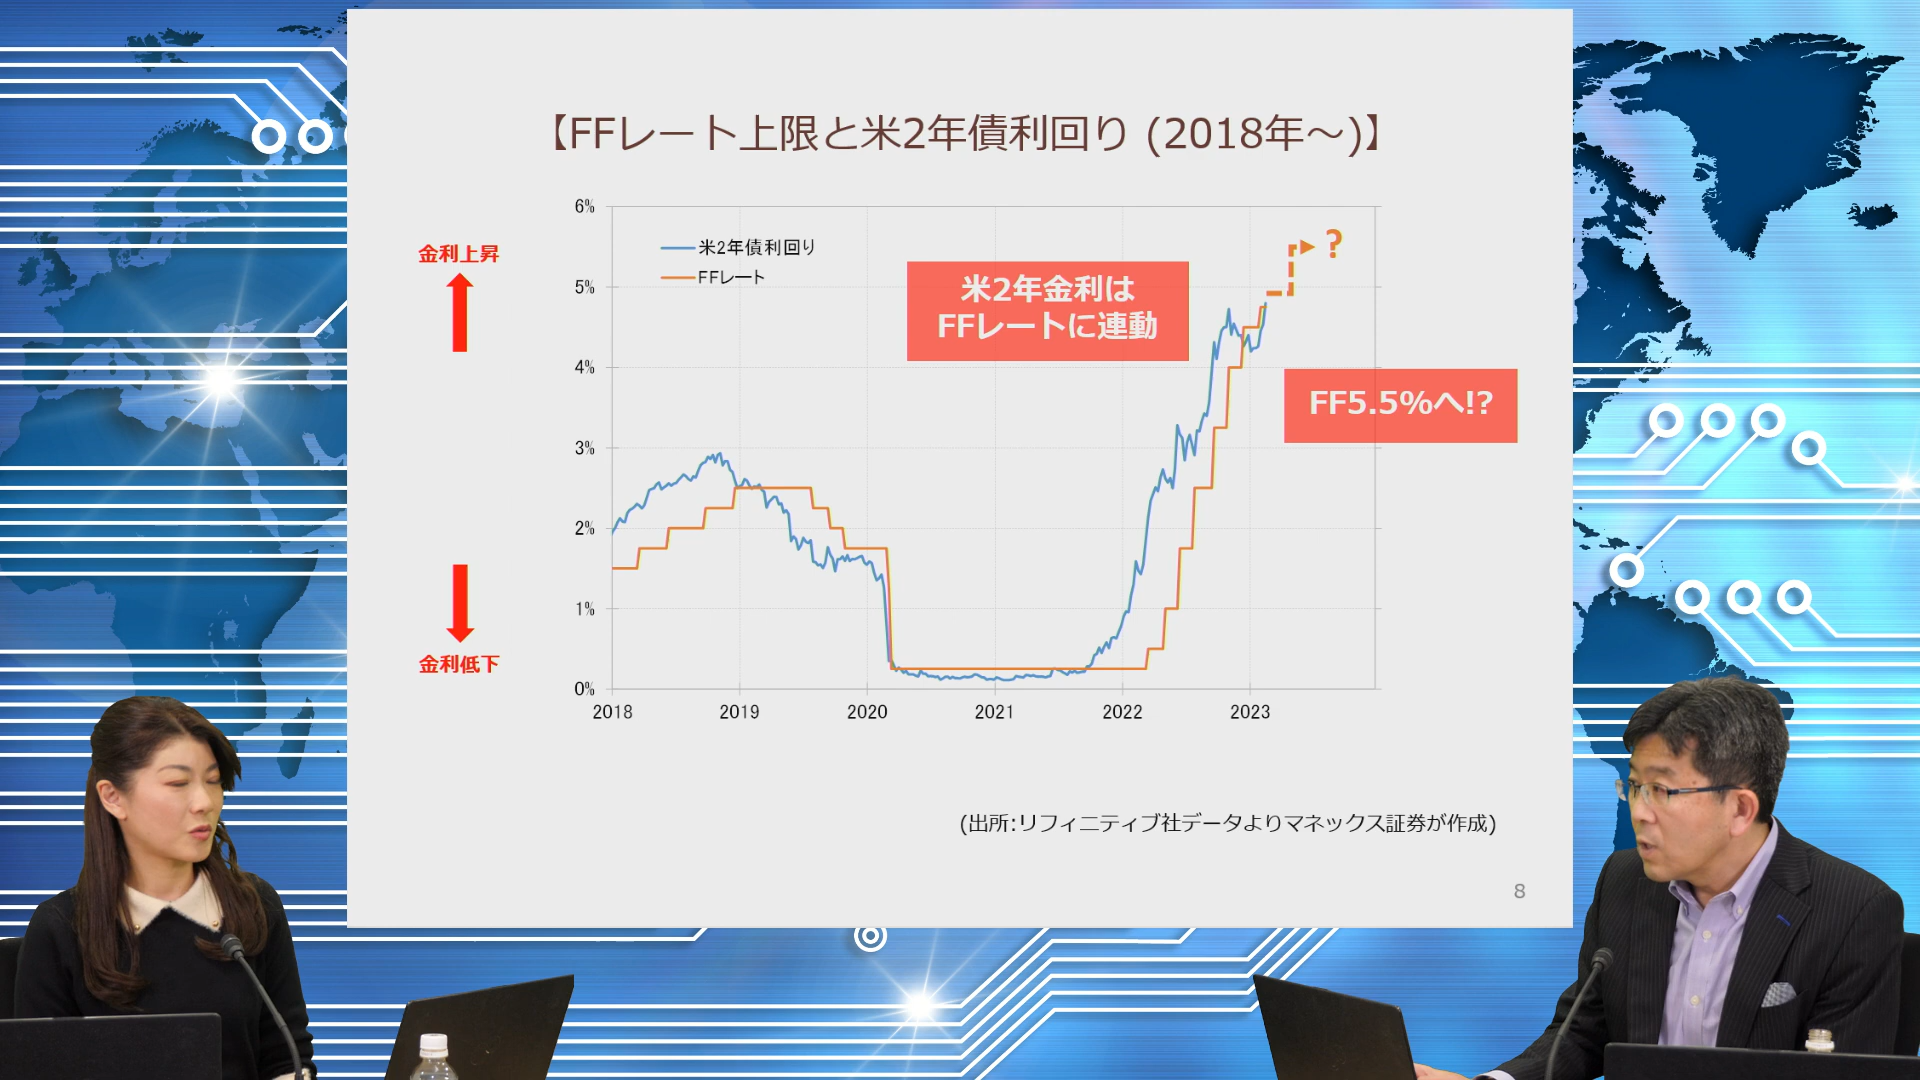 【FFレート上限と米2年債利回り (2018年～)】
金利上昇
金利低下
6%
5%
4%
3%
2%
1%
0%
米2年債利回り
FFレート
米2年金利は
FFレートに連動
?
FF5.5%へ!?
2018
2019
2020
2021
2022
2023
(出所:リフィニティブ社データよりマネックス証券が作成)
8